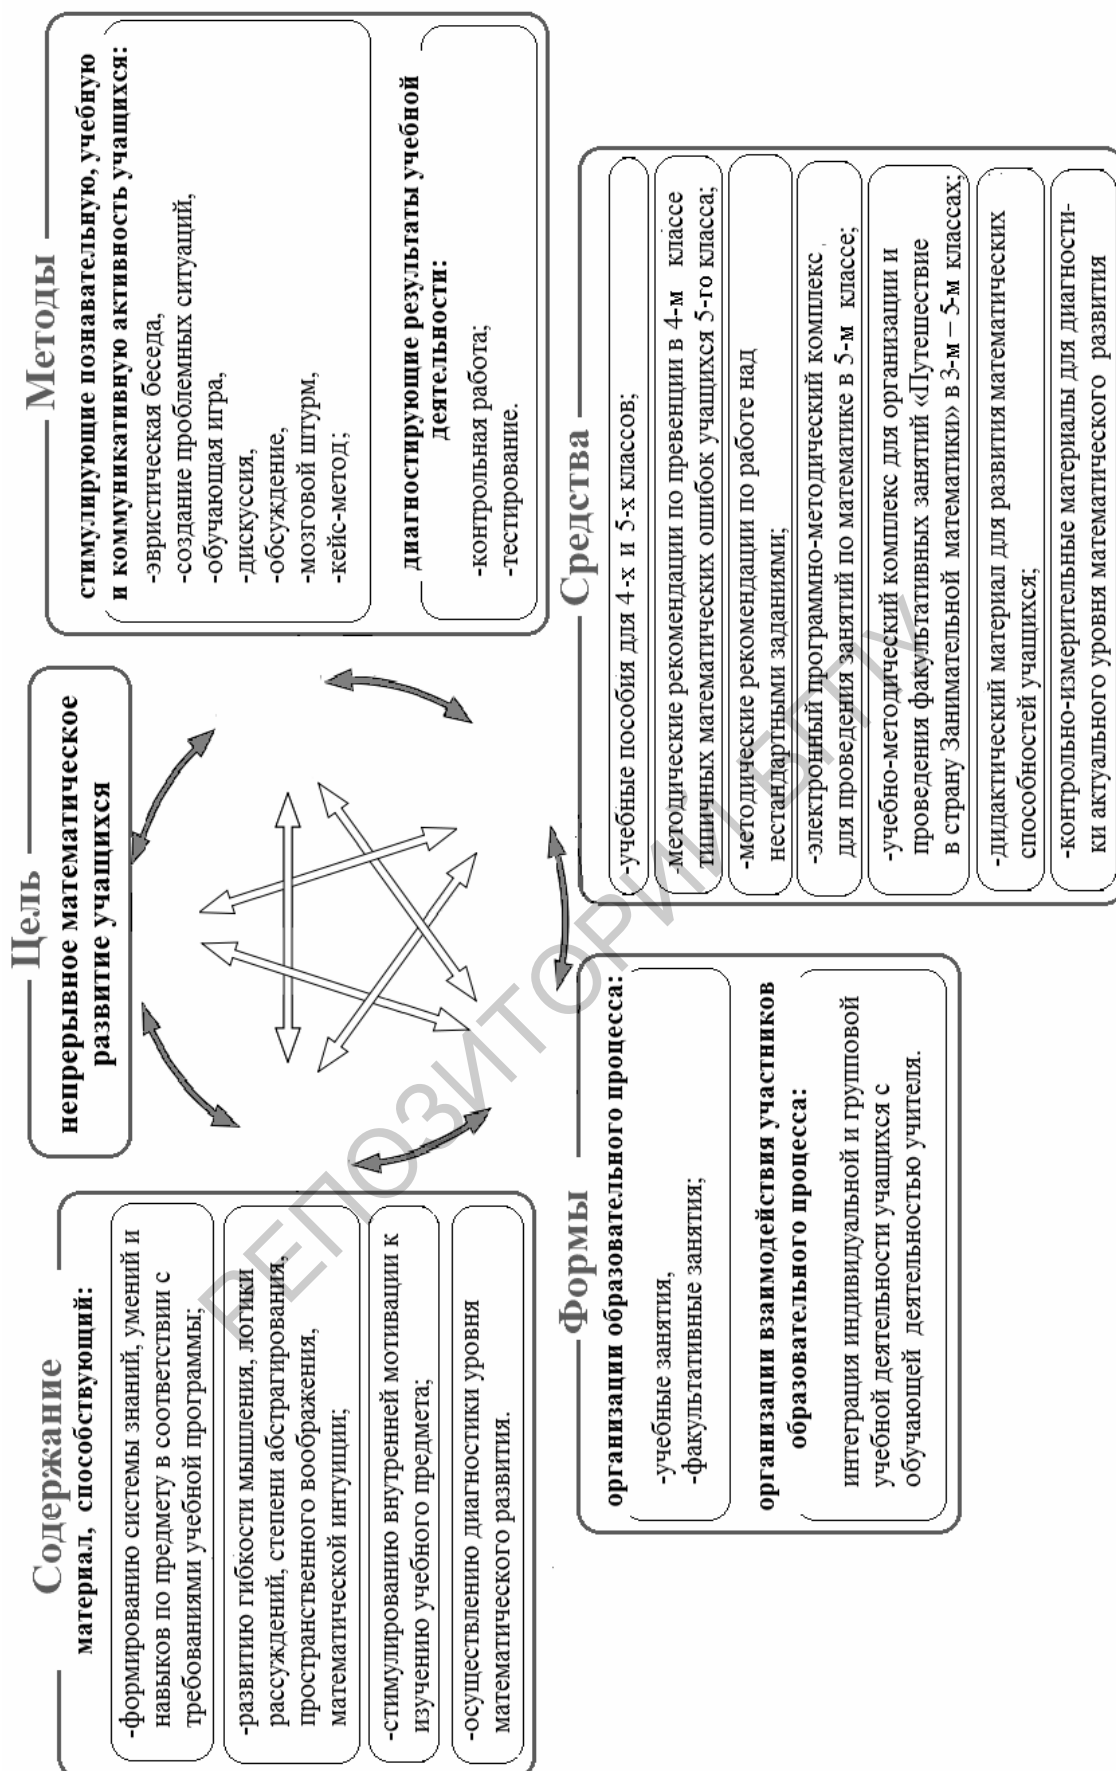 Цель
непрерывное математическое
развитие учащихся
Содержание
материал, способствующий:
-формированию системы знаний, умений и
навыков по предмету в соответствии с
требованиями учебной программы;
-развитию гибкости мышления, логики
рассуждений, степени абстрагирования,
пространственного воображения,
математической интуиции;
-стимулированию внутренней мотивации к
изучению учебного предмета;
-осуществлению диагностики уровня
математического развития.
Методы
стимулирующие познавательную, учебную
и коммуникативную активность учащихся:
-эвристическая беседа,
-создание проблемных ситуаций,
-обучающая игра,
-дискуссия,
-обсуждение,
-мозговой штурм,
-кейс-метод;
диагностирующие результаты учебной
деятельности:
-контрольная работа;
-тестирование.
Формы
организации образовательного процесса:
-учебные занятия,
-факультативные занятия;
организации взаимодействия участников
образовательного процесса:
интеграция индивидуальной и групповой
учебной деятельности учащихся с
обучающей деятельностью учителя.
Средства
-учебные пособия для 4-х и 5-х классов;
-методические рекомендации по превенции в 4-м классе
типичных математических ошибок учащихся 5-го класса;
-методические рекомендации по работе над
нестандартными заданиями;
-электронный программно-методический комплекс
для проведения занятий по математике в 5-м классе;
-учебно-методический комплекс для организации и
проведения факультативных занятий «Путешествие
в страну Занимательной математики» в 3-м – 5-м классах;
-дидактический материал для развития математических
способностей учащихся;
-контрольно-измерительные материалы для диагности-
ки актуального уровня математического развития
РЕПОЗИТОРИЙ БГПУ